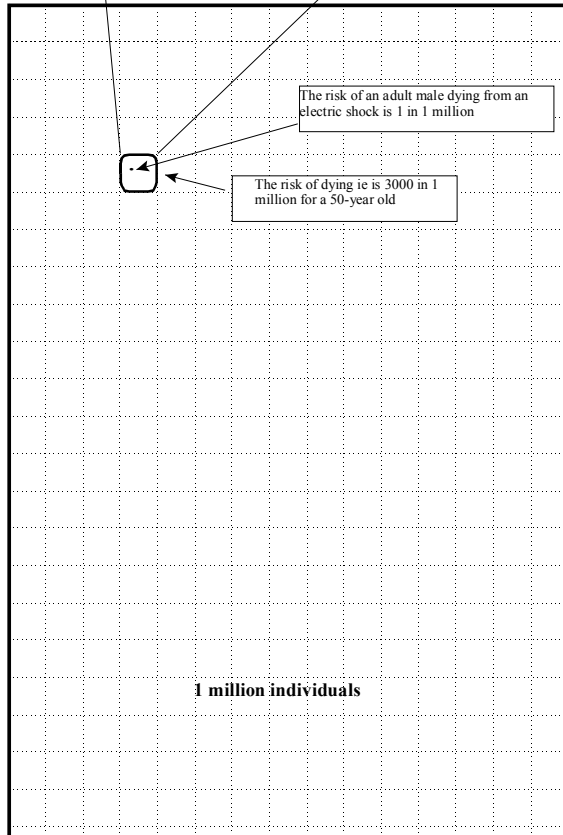 The risk of an adult male dying from an
electric shock is 1 in 1 million
The risk of dying ie is 3000 in 1
million for a 50-year old
1 million individuals